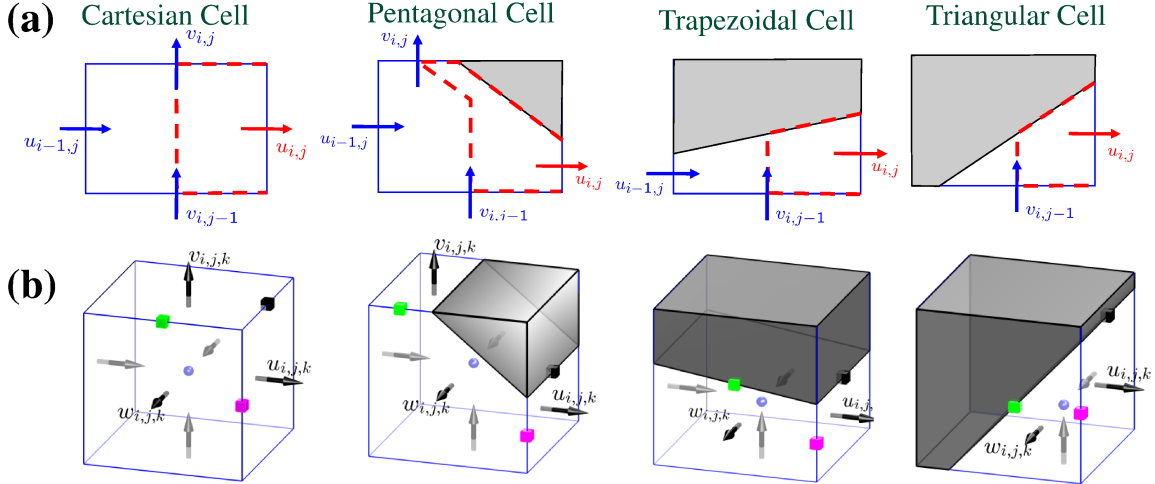 (a)
Cartesian Cell
Pentagonal Cell
Trapezoidal Cell
Triangular Cell
v_{i,j}
v_{i,j}
u_{i-1,j}
u_{i,j}
u_{i-1,j}
u_{i,j}
u_{i-1,j}
u_{i,j}
u_{i,j}
v_{i,j-1}
v_{i,j-1}
v_{i,j-1}
v_{i,j-1}
(b)
v_{i,j,k}
v_{i,j,k}
u_{i,j,k}
u_{i,j,k}
u_{i,j,
u_{i,j,k}
w_{i,j,k}
w_{i,j,k}
w_{i,j,k}
w_{i,j,k}